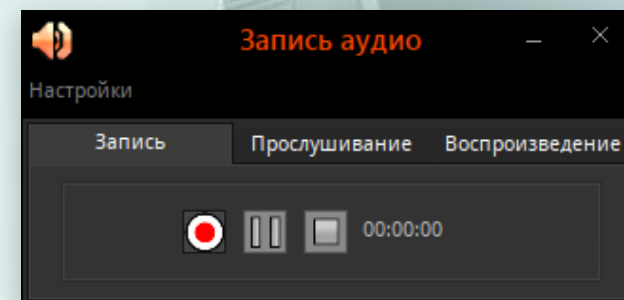 Запись аудио
Настройки
Запись Прослушивание Воспроизведение
00:00:00